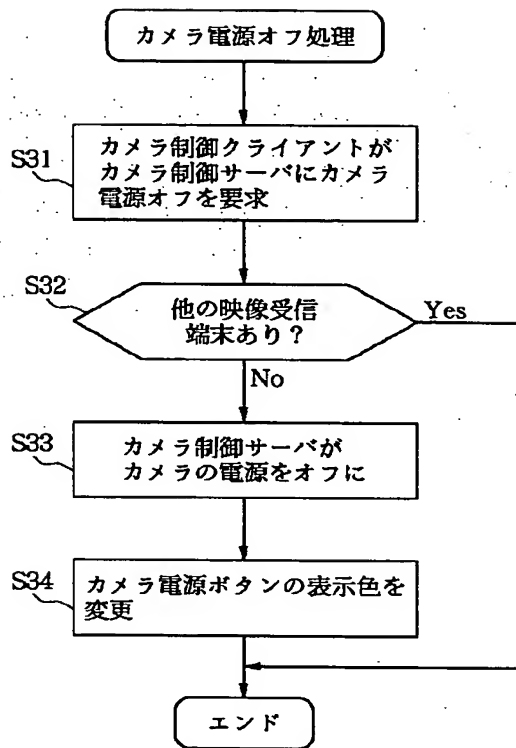 カメラ電源オフ処理
S31
カメラ制御クライアントが
カメラ制御サーバにカメラ
電源オフを要求
S32
他の映像受信
端末あり？
Yes
No
S33
カメラ制御サーバが
カメラの電源をオフに
S34
カメラ電源ボタンの表示色を
変更
エンド